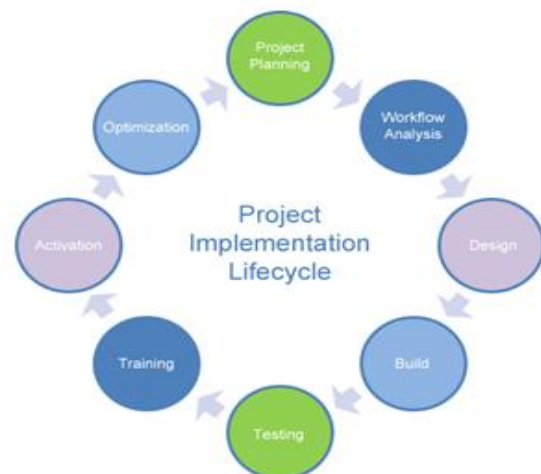 Project
Planning
Workflow
Analysis
Design
Build
Testing
Training
Activation
Optimization
Project
Implementation
Lifecycle